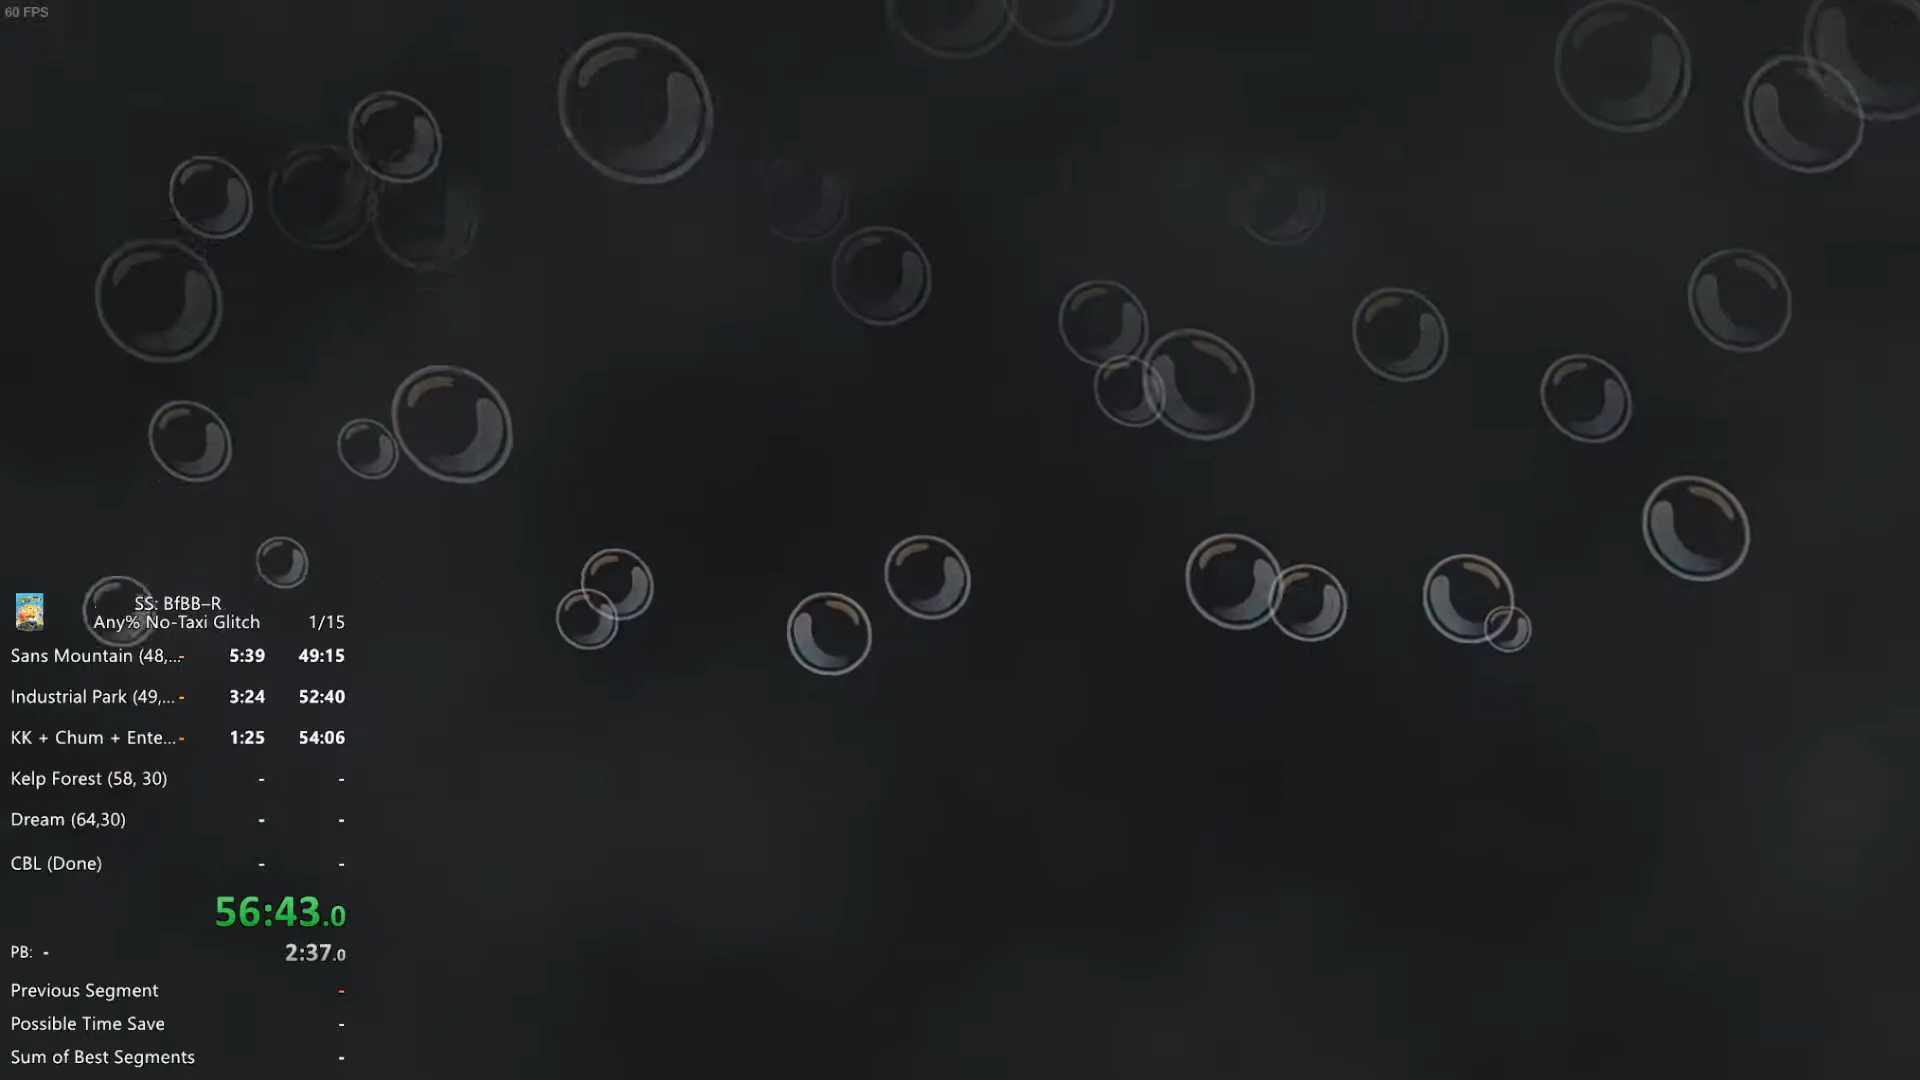 60 FPS
SS: BfBB–R
Any% No-Taxi Glitch 1/15
Sans Mountain (48,... - 5:39 49:15
Industrial Park (49,... - 3:24 52:40
KK + Chum + Ente... - 1:25 54:06
Kelp Forest (58, 30) - -
Dream (64,30) - -
CBL (Done) - -
56:43.0
PB: - 2:37.0
Previous Segment -
Possible Time Save -
Sum of Best Segments -